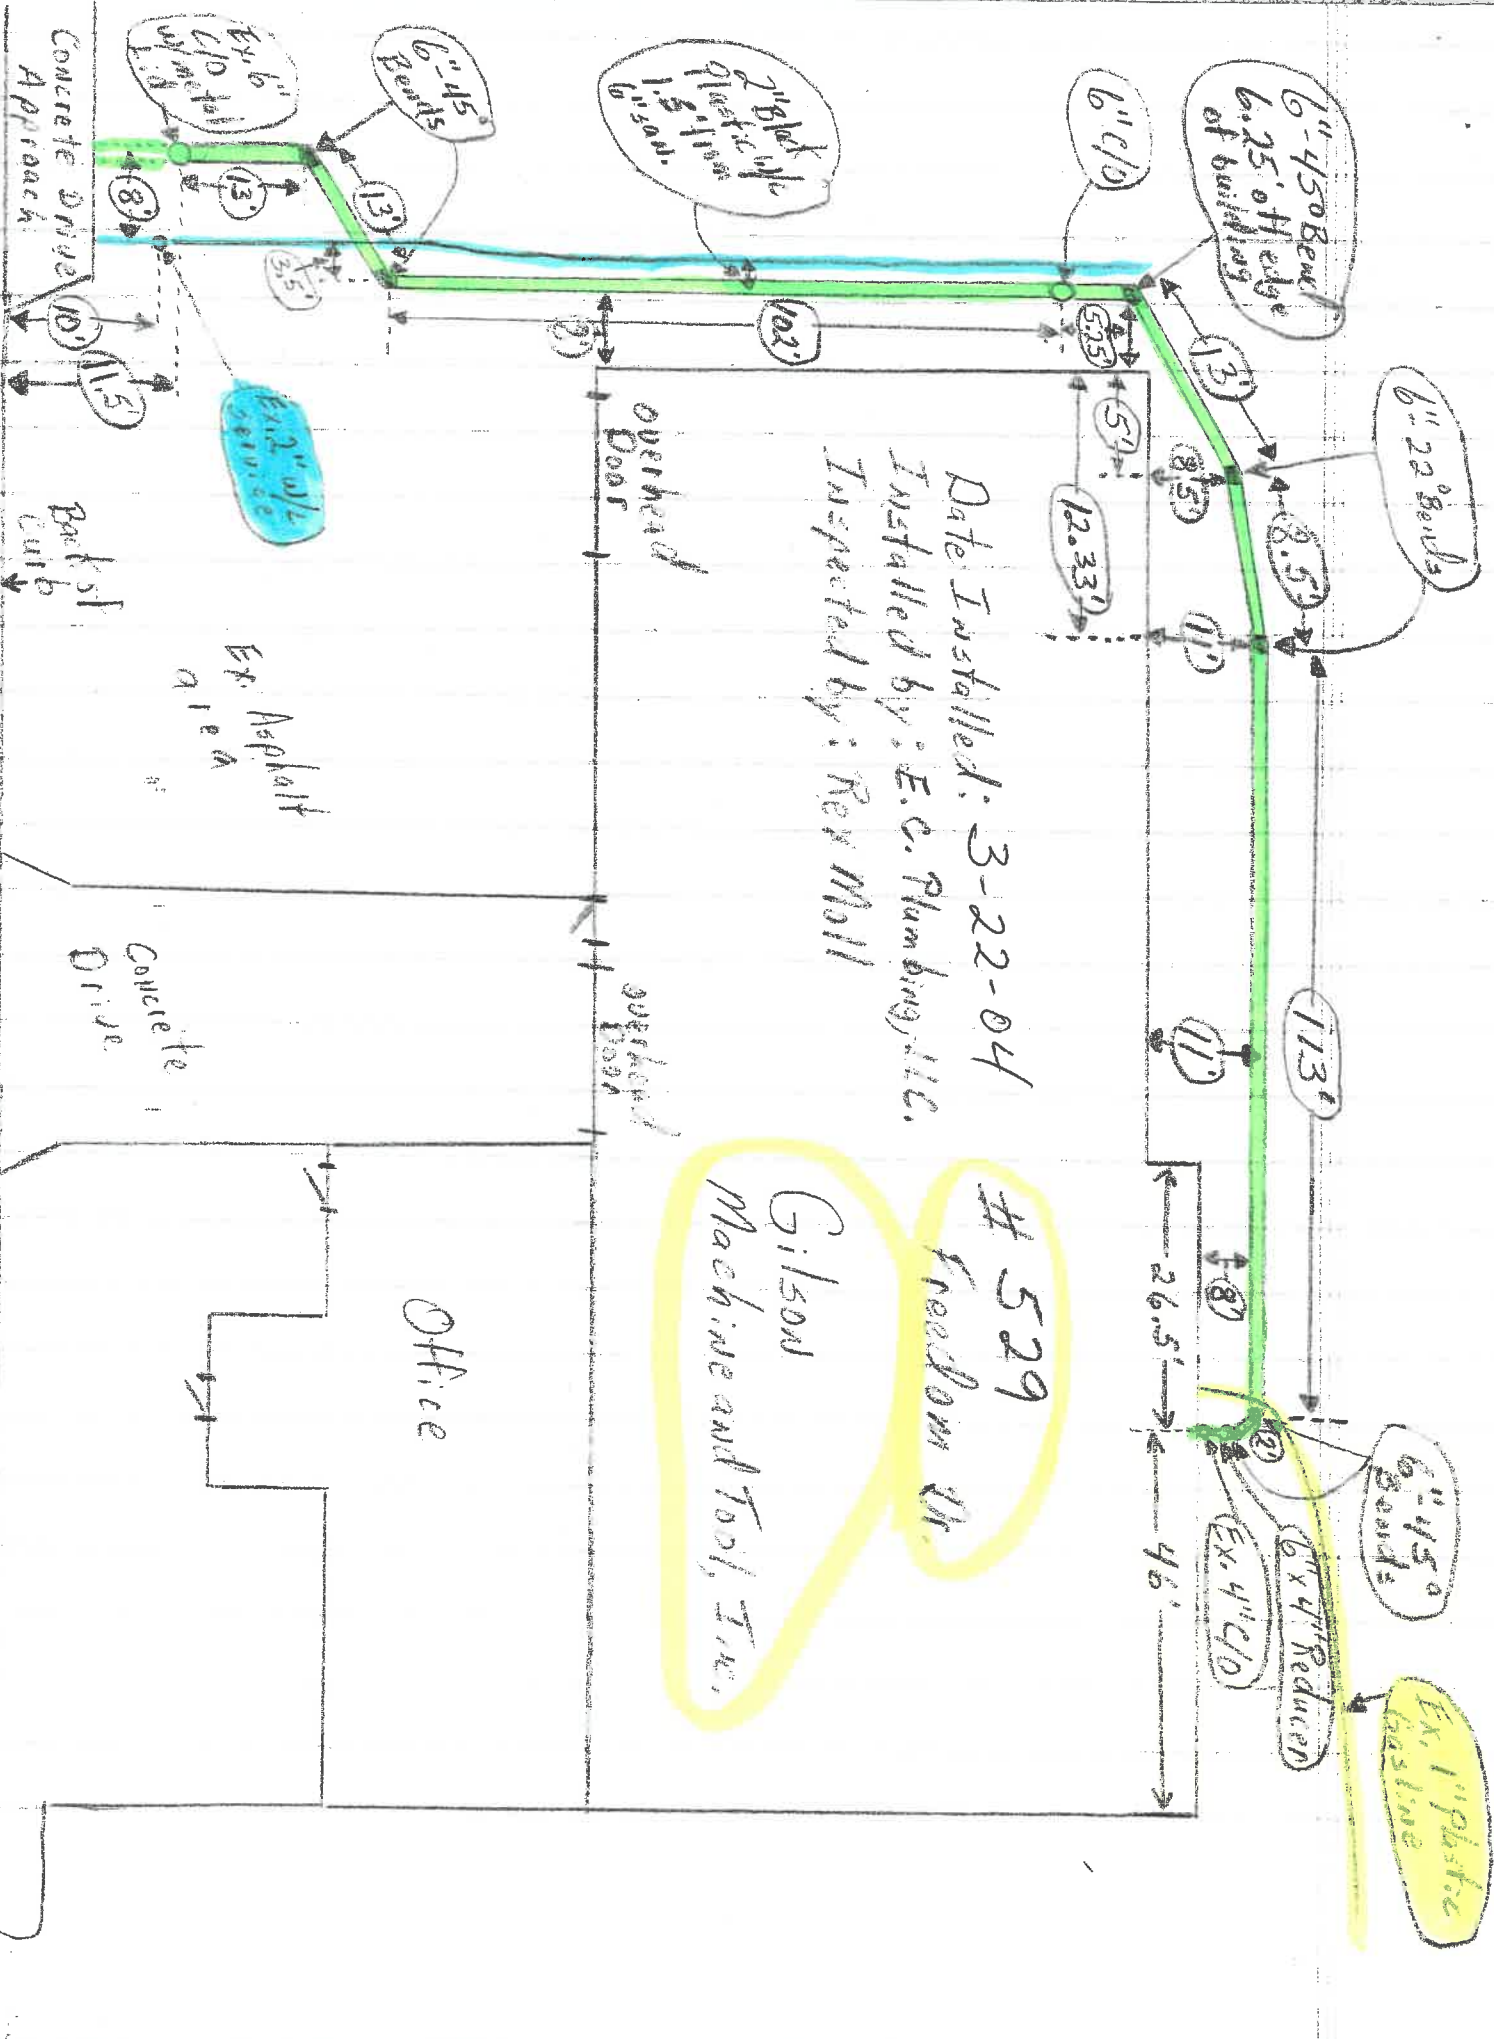 6"-45° Bend
6.25' off edge
of building
6" C/O
2" Black
plastic w/L
1.5' from
6" san.
6"-45°
Bends
Ex. 6"
C/O
w/metal
Lid
Concrete Drive
Approach
6"-22° Bends
13'
8.5'
113'
5.25'
5'
8.5'
12.33'
11'
11'
8'
2'
26.5'
46'
6"-45°
Bends
6"x4" Reducer
Ex. 4" C/O
Ex. 1" Plastic
Gasline
102'
2'
13'
13'
3.5'
8'
10'
11.5'
Ex. 2" w/L
service
Back of
Curb
Date Installed: 3-22-04
Installed by: E.C. Plumbing, LLC.
Inspected by: Rex Moll
# 529
Freedom Dr.
Gilson
Machine and Tool, Inc.
overhead
Door
overhead
Door
Ex. Asphalt
area
Concrete
Drive
Office